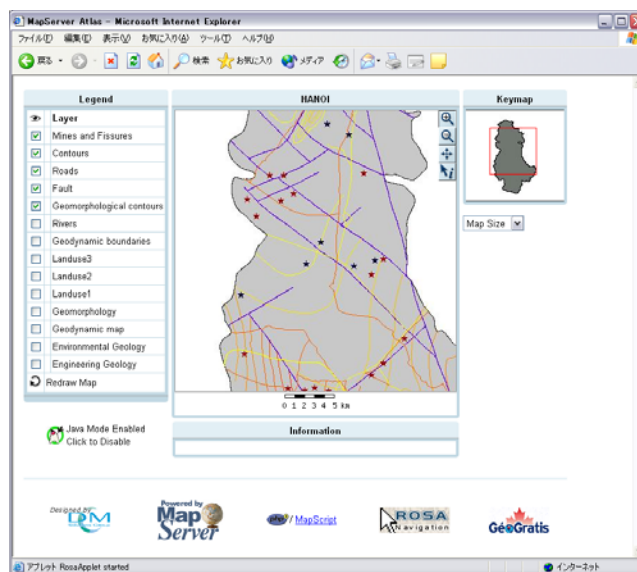 MapServer Atlas - Microsoft Internet Explorer
ファイル(F) 編集(E) 表示(V) お気に入り(A) ツール(T) ヘルプ(H)
戻る 検索 お気に入り メディア
Legend
Layer
Mines and Fissures
Contours
Roads
Fault
Geomorphological contours
Rivers
Geodynamic boundaries
Landuse3
Landuse2
Landuse1
Geomorphology
Geodynamic map
Environmental Geology
Engineering Geology
Redraw Map
Java Mode Enabled
Click to Disable
HANOI
0 1 2 3 4 5 km
Information
Keymap
Map Size
Designed by
DM
Powered by
Map
Server
php / MapScript
ROSA
Navigation
GéoGratis
アプレット RosaApplet started
インターネット